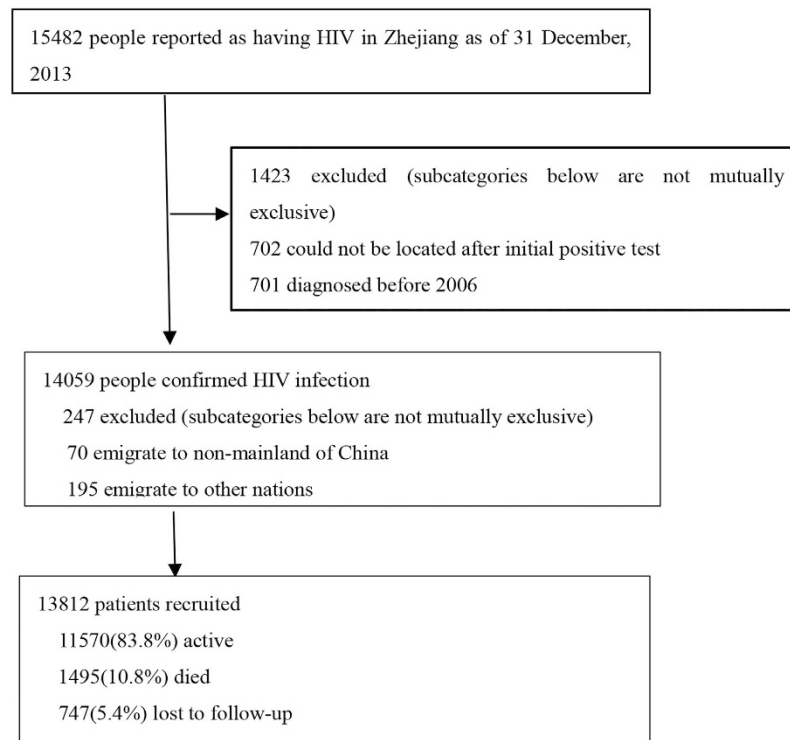 15482 people reported as having HIV in Zhejiang as of 31 December,
2013
1423 excluded (subcategories below are not mutually
exclusive)
702 could not be located after initial positive test
701 diagnosed before 2006
14059 people confirmed HIV infection
247 excluded (subcategories below are not mutually exclusive)
70 emigrate to non-mainland of China
195 emigrate to other nations
13812 patients recruited
11570(83.8%) active
1495(10.8%) died
747(5.4%) lost to follow-up